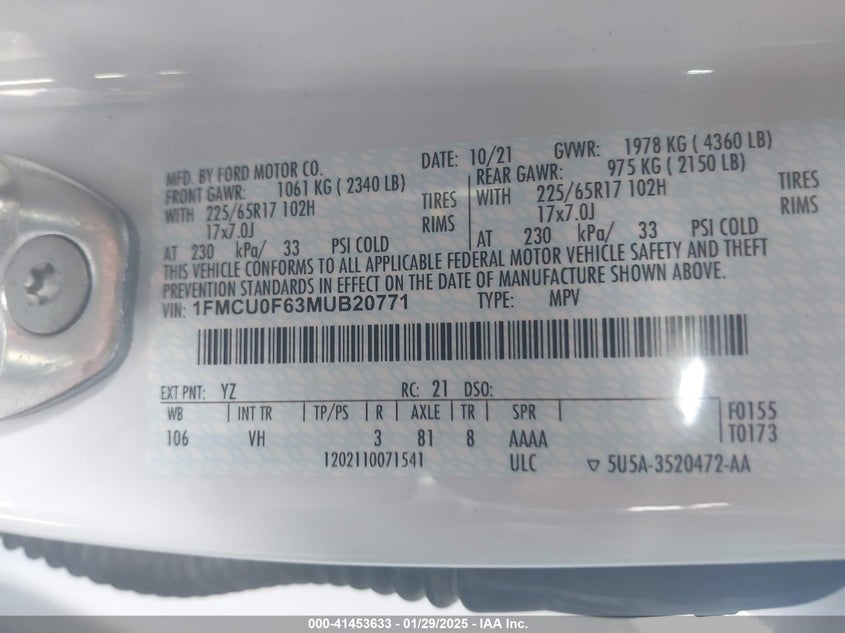 MFD. BY FORD MOTOR CO. DATE: 10/21 GVWR: 1978 KG ( 4360 LB)
FRONT GAWR: 1061 KG ( 2340 LB) REAR GAWR: 975 KG ( 2150 LB)
WITH 225/65R17 102H TIRES WITH 225/65R17 102H TIRES
17x7.0J RIMS 17x7.0J RIMS
AT 230 kPa/ 33 PSI COLD AT 230 kPa/ 33 PSI COLD
THIS VEHICLE CONFORMS TO ALL APPLICABLE FEDERAL MOTOR VEHICLE SAFETY AND THEFT
PREVENTION STANDARDS IN EFFECT ON THE DATE OF MANUFACTURE SHOWN ABOVE.
VIN: 1FMCU0F63MUB20771 TYPE: MPV
EXT PNT: YZ RC: 21 DSO:
WB INT TR TP/PS R AXLE TR SPR F0155
106 VH 3 81 8 AAAA T0173
1202110071541 ULC ▽ 5U5A-3520472-AA
000-41453633 - 01/29/2025 - IAA Inc.